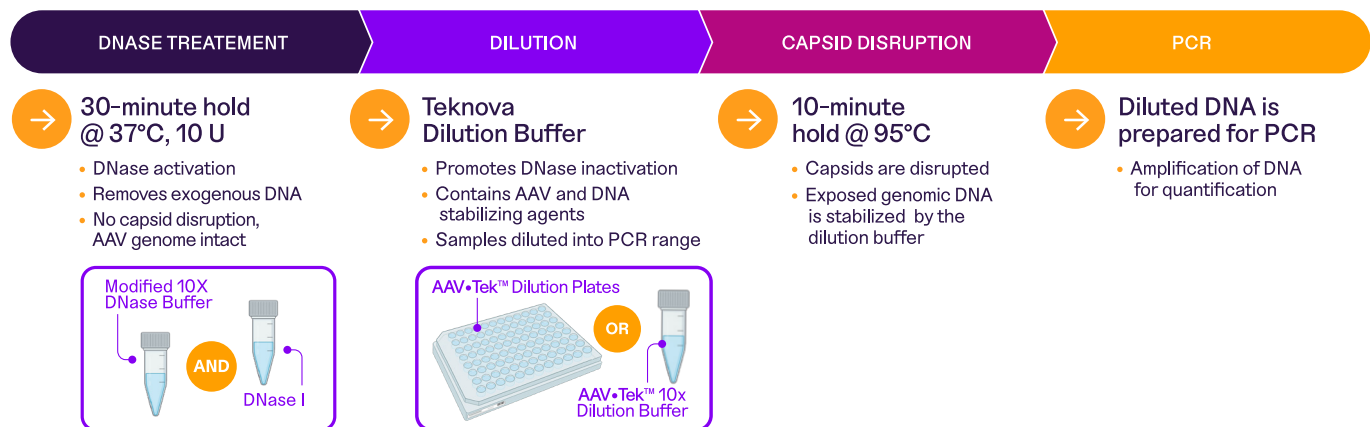 DNASE TREATEMENT
DILUTION
CAPSID DISRUPTION
PCR
30-minute hold
@ 37°C, 10 U
• DNase activation
• Removes exogenous DNA
• No capsid disruption,
AAV genome intact
Modified 10X
DNase Buffer
AND
DNase I
Teknova
Dilution Buffer
• Promotes DNase inactivation
• Contains AAV and DNA
stabilizing agents
• Samples diluted into PCR range
AAV•Tek™ Dilution Plates
OR
AAV•Tek™ 10x
Dilution Buffer
10-minute
hold @ 95°C
• Capsids are disrupted
• Exposed genomic DNA
is stabilized by the
dilution buffer
Diluted DNA is
prepared for PCR
• Amplification of DNA
for quantification